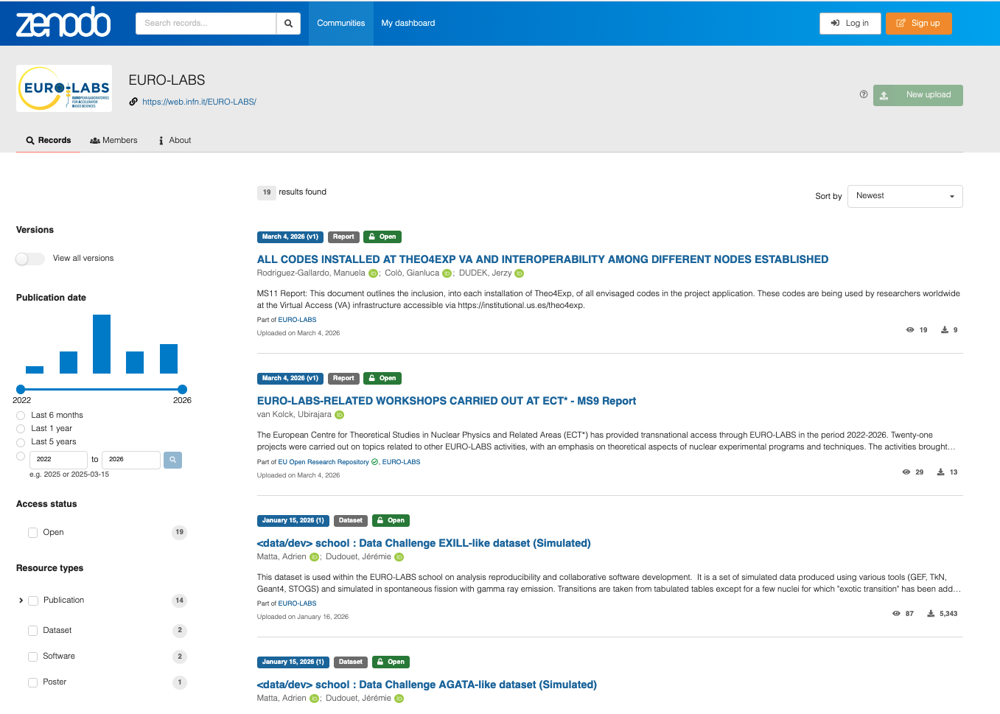 zenodo
Search records...
Communities
My dashboard
Log in
Sign up
EURO-LABS
EUROPEAN LABORATORIES
FOR ACCELERATOR
BASED SCIENCES
EURO-LABS
https://web.infn.it/EURO-LABS/
New upload
Records
Members
About
19 results found
Sort by Newest
Versions
View all versions
Publication date
2022 2026
Last 6 months
Last 1 year
Last 5 years
2022 to 2026
e.g. 2025 or 2025-03-15
Access status
Open 19
Resource types
Publication 14
Dataset 2
Software 2
Poster 1
March 4, 2026 (v1) Report Open
ALL CODES INSTALLED AT THEO4EXP VA AND INTEROPERABILITY AMONG DIFFERENT NODES ESTABLISHED
Rodriguez-Gallardo, Manuela iD; Colò, Gianluca iD; DUDEK, Jerzy iD
MS11 Report: This document outlines the inclusion, into each installation of Theo4Exp, of all envisaged codes in the project application. These codes are being used by researchers worldwide
at the Virtual Access (VA) infrastructure accessible via https://institutional.us.es/theo4exp.
Part of EURO-LABS
Uploaded on March 4, 2026
19 9
March 4, 2026 (v1) Report Open
EURO-LABS-RELATED WORKSHOPS CARRIED OUT AT ECT* - MS9 Report
van Kolck, Ubirajara iD
The European Centre for Theoretical Studies in Nuclear Physics and Related Areas (ECT*) has provided transnational access through EURO-LABS in the period 2022-2026. Twenty-one
projects were carried out on topics related to other EURO-LABS activities, with an emphasis on theoretical aspects of nuclear experimental programs and techniques. The activities brought...
Part of EU Open Research Repository, EURO-LABS
Uploaded on March 4, 2026
29 13
January 15, 2026 (1) Dataset Open
<data/dev> school : Data Challenge EXILL-like dataset (Simulated)
Matta, Adrien iD; Dudouet, Jérémie iD
This dataset is used within the EURO-LABS school on analysis reproducibility and collaborative software development.  It is a set of simulated data produced using various tools (GEF, TkN,
Geant4, STOGS) and simulated in spontaneous fission with gamma ray emission. Transitions are taken from tabulated tables except for a few nuclei for which "exotic transition" has been add...
Part of EURO-LABS
Uploaded on January 16, 2026
87 5,343
January 15, 2026 (1) Dataset Open
<data/dev> school : Data Challenge AGATA-like dataset (Simulated)
Matta, Adrien iD; Dudouet, Jérémie iD